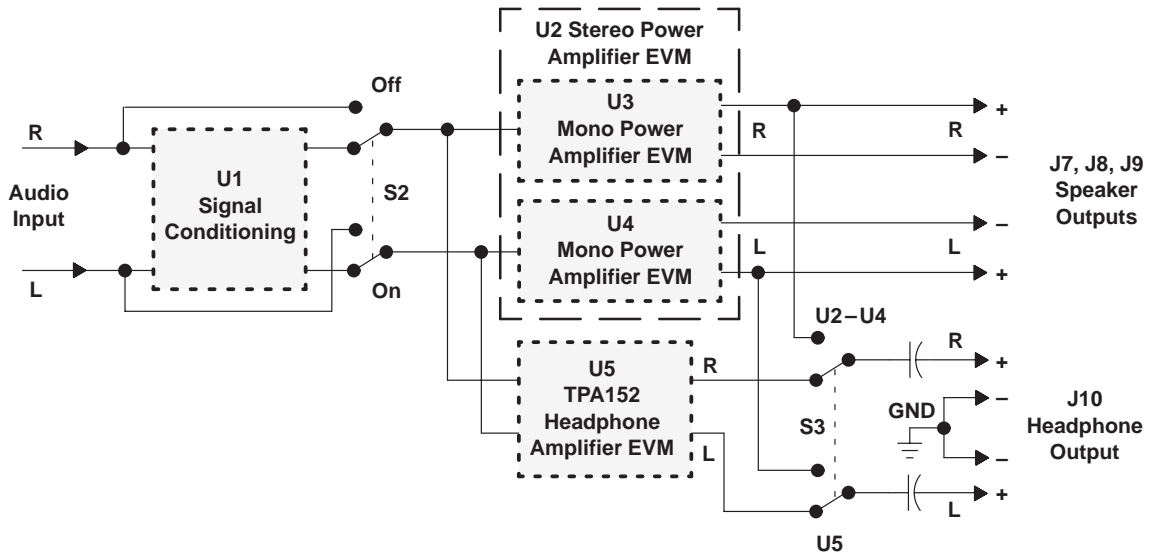 U2 Stereo Power
Amplifier EVM
Off
R
U1
Signal
Conditioning
Audio
Input
L
S2
On
U3
Mono Power
Amplifier EVM
R
R
+
–
U4
Mono Power
Amplifier EVM
L
L
–
+
J7, J8, J9
Speaker
Outputs
U2–U4
U5
TPA152
Headphone
Amplifier EVM
R
L
S3
R
+
GND
–
–
L
+
J10
Headphone
Output
U5